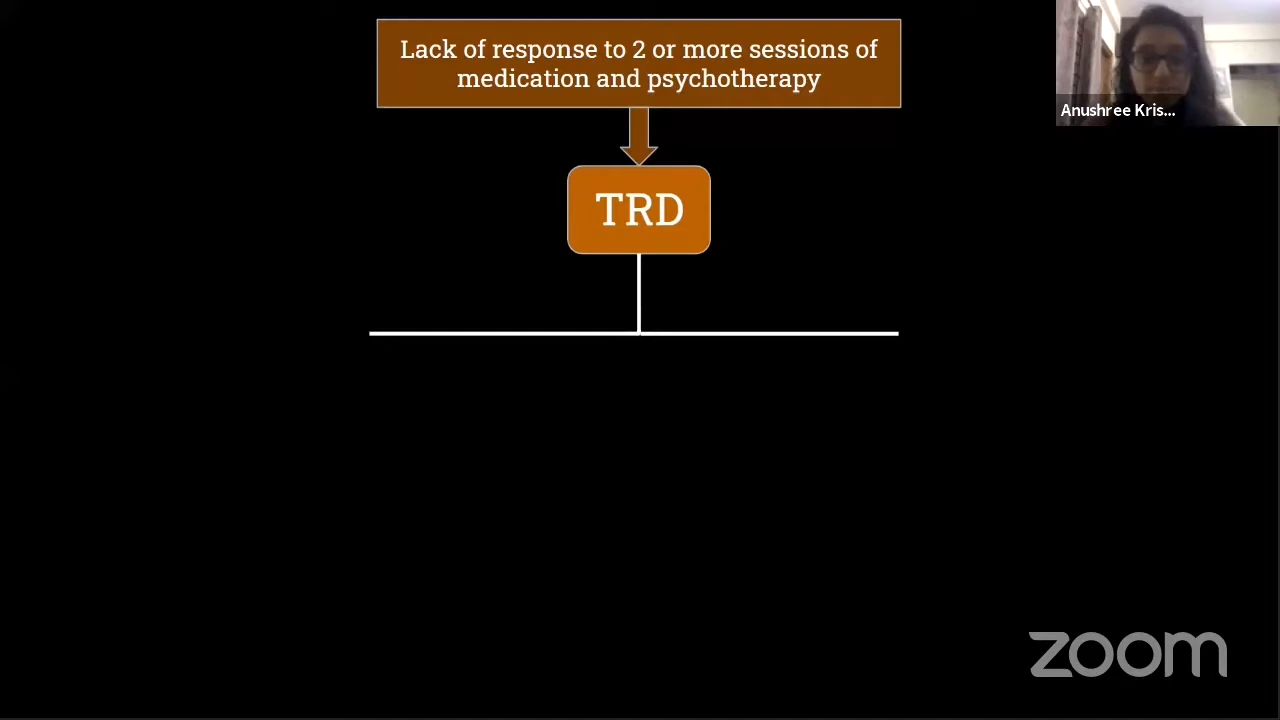 Lack of response to 2 or more sessions of
medication and psychotherapy
Anushree Kris...
TRD
zoom